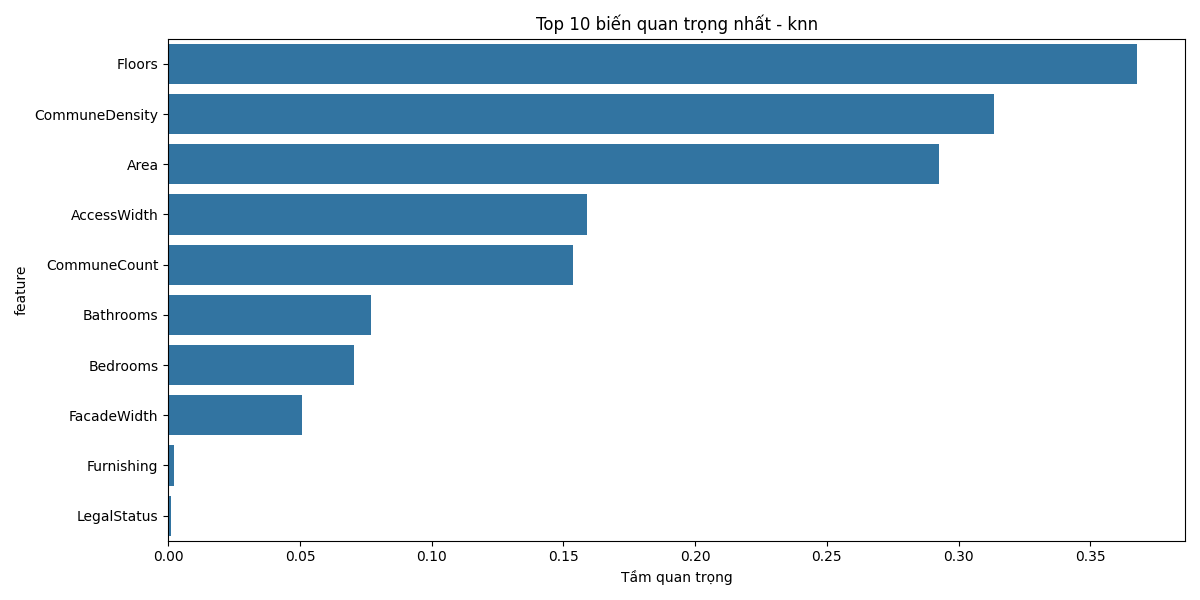 Top 10 biến quan trọng nhất - knn
feature
Floors
CommuneDensity
Area
AccessWidth
CommuneCount
Bathrooms
Bedrooms
FacadeWidth
Furnishing
LegalStatus
0.00 0.05 0.10 0.15 0.20 0.25 0.30 0.35
Tầm quan trọng